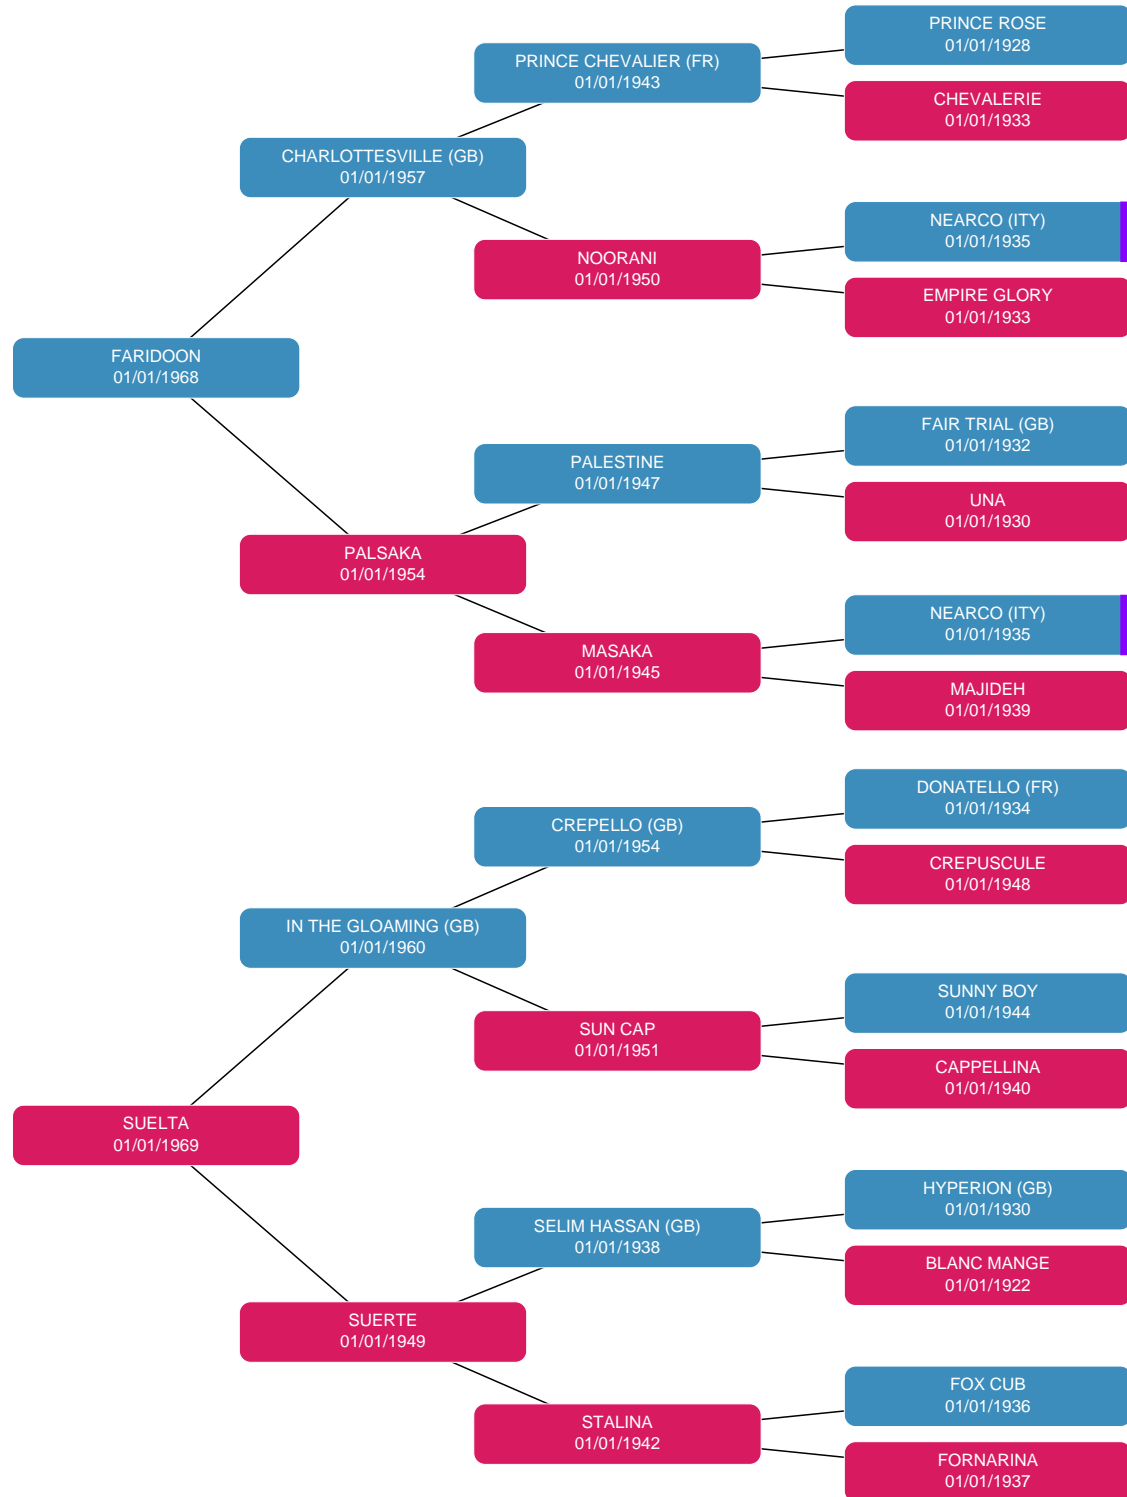 PRINCE ROSE
01/01/1928
PRINCE CHEVALIER (FR)
01/01/1943
CHEVALERIE
01/01/1933
CHARLOTTESVILLE (GB)
01/01/1957
NEARCO (ITY)
01/01/1935
NOORANI
01/01/1950
EMPIRE GLORY
01/01/1933
FARIDOON
01/01/1968
FAIR TRIAL (GB)
01/01/1932
PALESTINE
01/01/1947
UNA
01/01/1930
PALSAKA
01/01/1954
NEARCO (ITY)
01/01/1935
MASAKA
01/01/1945
MAJIDEH
01/01/1939
DONATELLO (FR)
01/01/1934
CREPELLO (GB)
01/01/1954
CREPUSCULE
01/01/1948
IN THE GLOAMING (GB)
01/01/1960
SUNNY BOY
01/01/1944
SUN CAP
01/01/1951
CAPPELLINA
01/01/1940
SUELTA
01/01/1969
HYPERION (GB)
01/01/1930
SELIM HASSAN (GB)
01/01/1938
BLANC MANGE
01/01/1922
SUERTE
01/01/1949
FOX CUB
01/01/1936
STALINA
01/01/1942
FORNARINA
01/01/1937